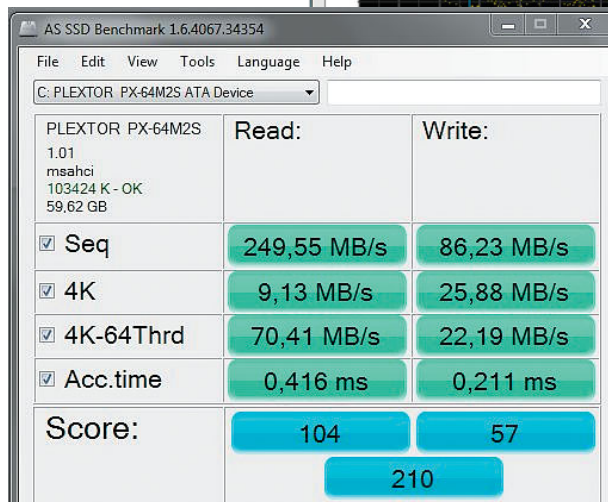 AS SSD Benchmark 1.6.4067.34354
File Edit View Tools Language Help
C: PLEXTOR PX-64M2S ATA Device
PLEXTOR PX-64M2S
1.01
msahci
103424 K - OK
59,62 GB
Read: Write:
Seq 249,55 MB/s 86,23 MB/s
4K 9,13 MB/s 25,88 MB/s
4K-64Thrd 70,41 MB/s 22,19 MB/s
Acc.time 0,416 ms 0,211 ms
Score: 104 57
210